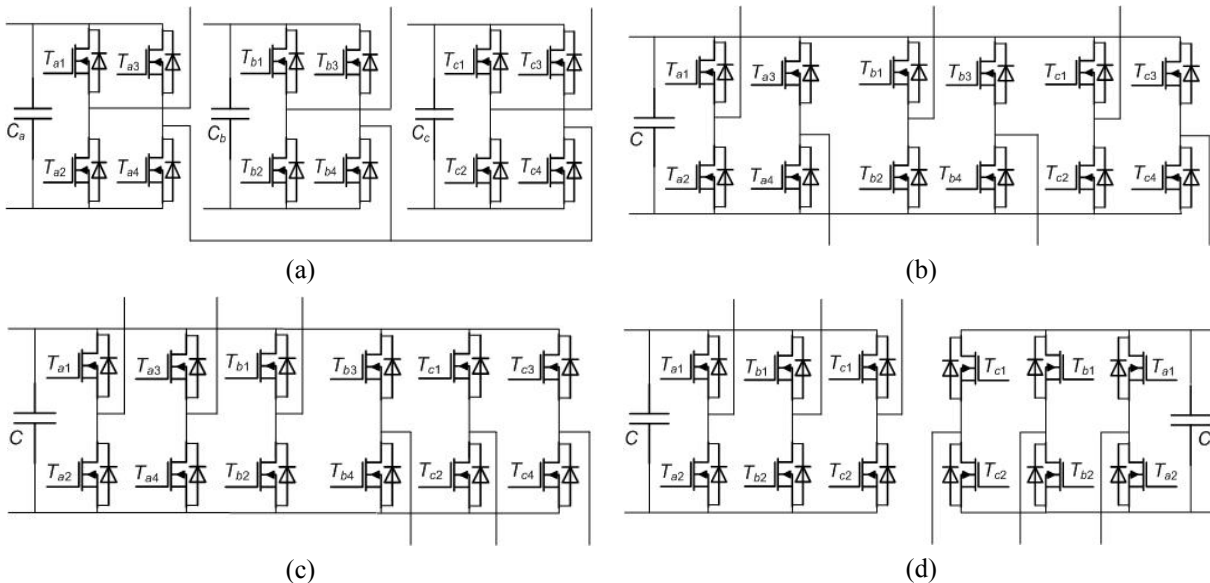 Ta1 Ta3 Tb1 Tb3 Tc1 Tc3
Ca Cb Cc
Ta2 Ta4 Tb2 Tb4 Tc2 Tc4
(a)
Ta1 Ta3 Tb1 Tb3 Tc1 Tc3
C
Ta2 Ta4 Tb2 Tb4 Tc2 Tc4
(b)
Ta1 Ta3 Tb1 Tb3 Tc1 Tc3
C
Ta2 Ta4 Tb2 Tb4 Tc2 Tc4
(c)
Ta1 Tb1 Tc1 Tc1 Tb1 Ta1
C C
Ta2 Tb2 Tc2 Tc2 Tb2 Ta2
(d)